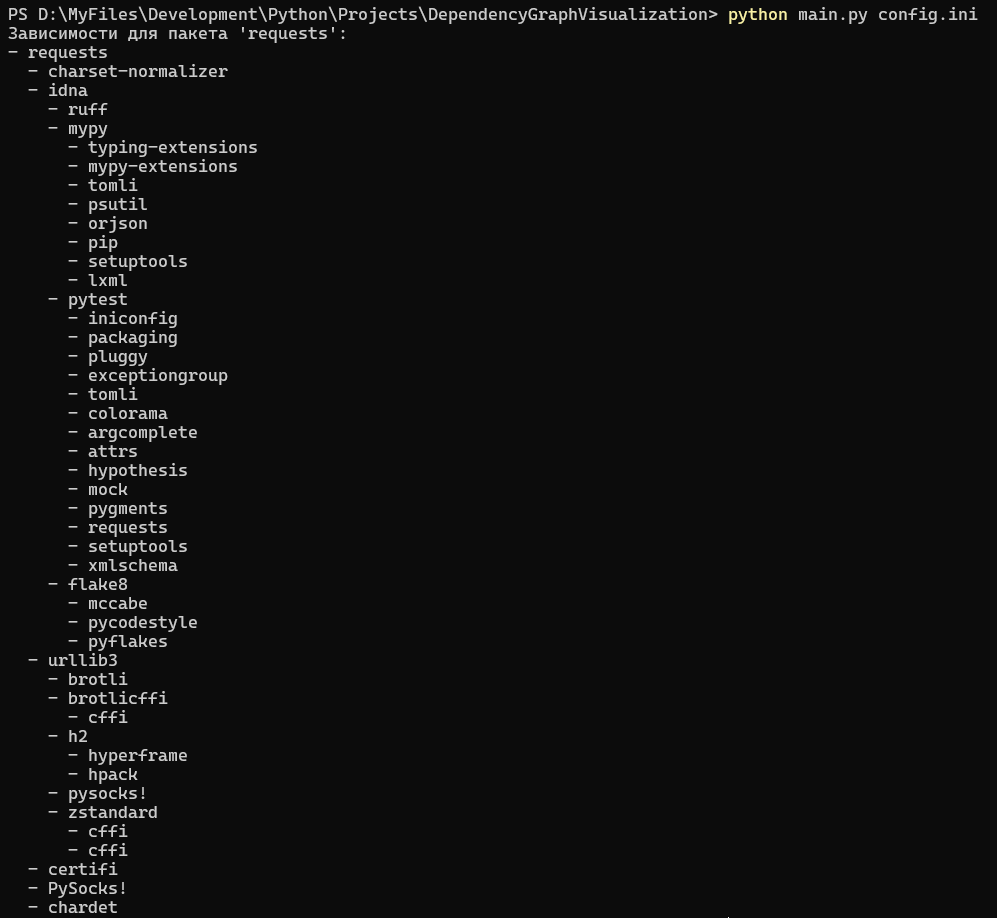 PS D:\MyFiles\Development\Python\Projects\DependencyGraphVisualization> python main.py config.ini
Зависимости для пакета 'requests':
- requests
  - charset-normalizer
  - idna
    - ruff
    - mypy
      - typing-extensions
      - mypy-extensions
      - tomli
      - psutil
      - orjson
      - pip
      - setuptools
      - lxml
    - pytest
      - iniconfig
      - packaging
      - pluggy
      - exceptiongroup
      - tomli
      - colorama
      - argcomplete
      - attrs
      - hypothesis
      - mock
      - pygments
      - requests
      - setuptools
      - xmlschema
    - flake8
      - mccabe
      - pycodestyle
      - pyflakes
  - urllib3
    - brotli
    - brotlicffi
      - cffi
    - h2
      - hyperframe
      - hpack
    - pysocks!
    - zstandard
      - cffi
      - cffi
  - certifi
  - PySocks!
  - chardet